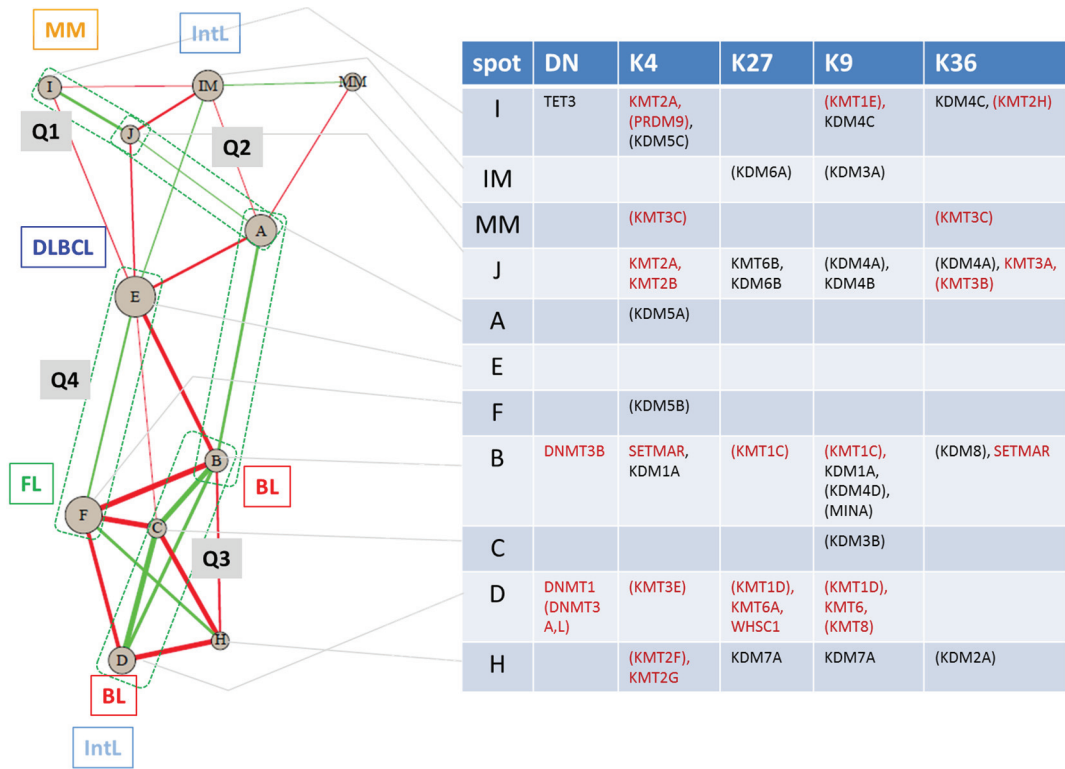 MM
IntL
I
IM
MM
J
Q1
Q2
A
DLBCL
E
Q4
B
FL
BL
F
C
Q3
H
D
BL
IntL
spot DN K4 K27 K9 K36
I TET3 KMT2A, (KMT1E), KDM4C, (KMT2H)
(PRDM9), KDM4C
(KDM5C)
IM (KDM6A) (KDM3A)
MM (KMT3C) (KMT3C)
J KMT2A, KMT6B, (KDM4A), (KDM4A), KMT3A,
KMT2B KDM6B KDM4B (KMT3B)
A (KDM5A)
E
F (KDM5B)
B DNMT3B SETMAR, (KMT1C) (KMT1C), (KDM8), SETMAR
KDM1A KDM1A,
(KDM4D),
(MINA)
C (KDM3B)
D DNMT1 (KMT3E) (KMT1D), (KMT1D),
(DNMT3 KMT6A, KMT6,
A,L) WHSC1 (KMT8)
H (KMT2F), KDM7A KDM7A (KDM2A)
KMT2G